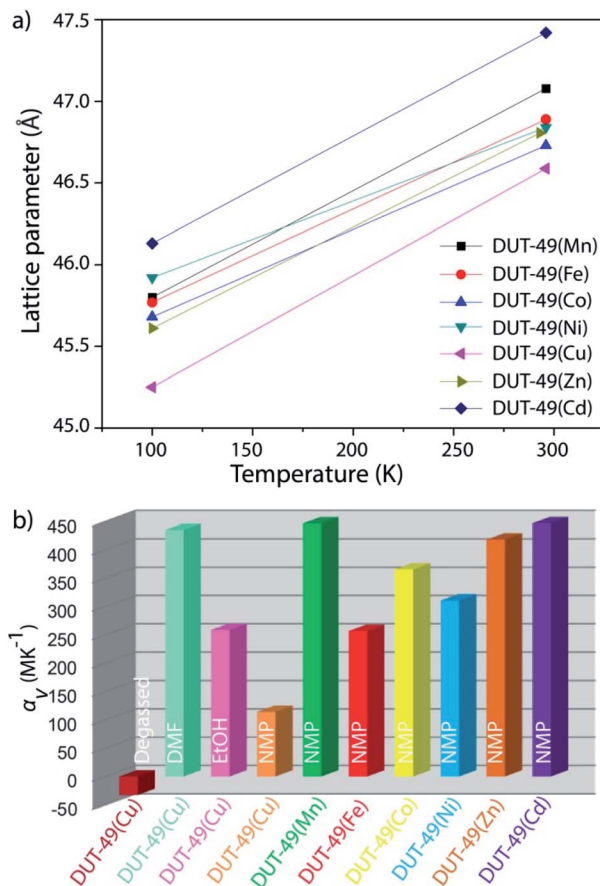 a)
47.5
47.0
46.5
46.0
45.5
45.0
Lattice parameter (Å)
DUT-49(Mn)
DUT-49(Fe)
DUT-49(Co)
DUT-49(Ni)
DUT-49(Cu)
DUT-49(Zn)
DUT-49(Cd)
100 150 200 250 300
Temperature (K)
b)
450
400
350
300
250
200
150
100
50
0
-50
αV (MK-1)
Degassed
DMF
EtOH
NMP
NMP
NMP
NMP
NMP
NMP
NMP
DUT-49(Cu)
DUT-49(Cu)
DUT-49(Cu)
DUT-49(Cu)
DUT-49(Mn)
DUT-49(Fe)
DUT-49(Co)
DUT-49(Ni)
DUT-49(Zn)
DUT-49(Cd)